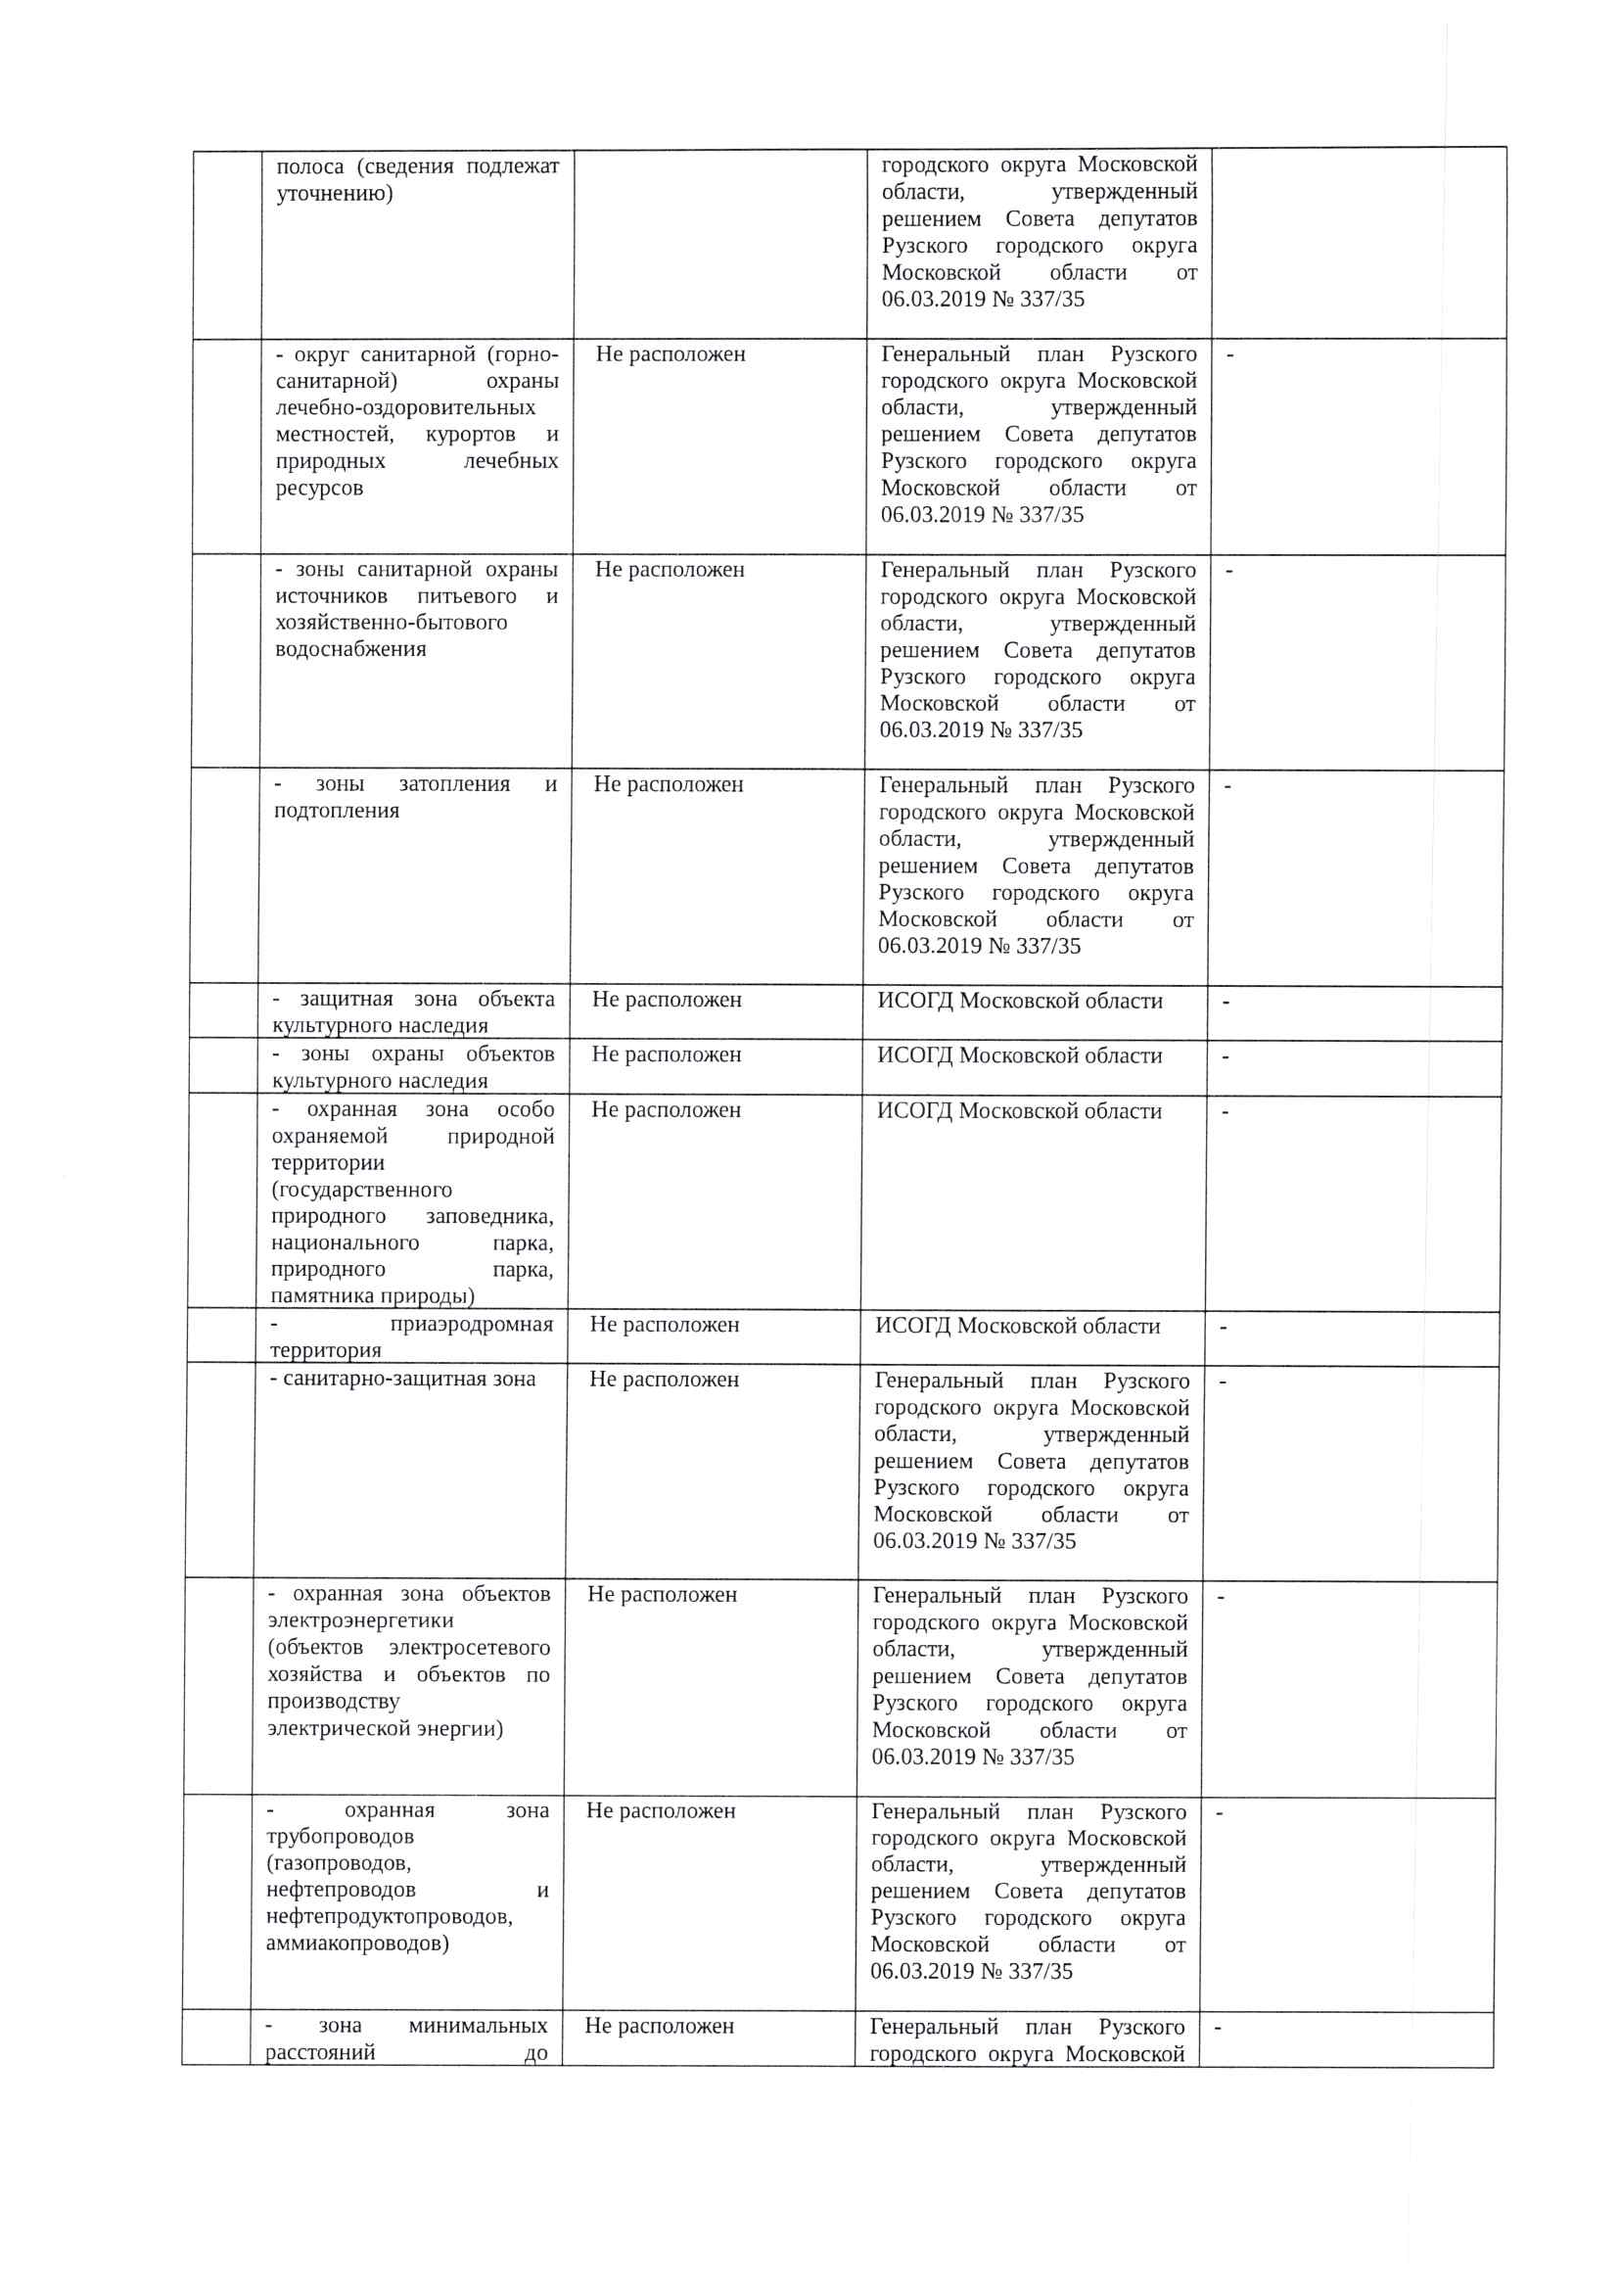 полоса (сведения подлежат
уточнению)
городского округа Московской
области, утвержденный
решением Совета депутатов
Рузского городского округа
Московской области от
06.03.2019 № 337/35
- округ санитарной (горно-
санитарной) охраны
лечебно-оздоровительных
местностей, курортов и
природных лечебных
ресурсов
Не расположен
Генеральный план Рузского
городского округа Московской
области, утвержденный
решением Совета депутатов
Рузского городского округа
Московской области от
06.03.2019 № 337/35
-
- зоны санитарной охраны
источников питьевого и
хозяйственно-бытового
водоснабжения
Не расположен
Генеральный план Рузского
городского округа Московской
области, утвержденный
решением Совета депутатов
Рузского городского округа
Московской области от
06.03.2019 № 337/35
-
- зоны затопления и
подтопления
Не расположен
Генеральный план Рузского
городского округа Московской
области, утвержденный
решением Совета депутатов
Рузского городского округа
Московской области от
06.03.2019 № 337/35
-
- защитная зона объекта
культурного наследия
Не расположен
ИСОГД Московской области
-
- зоны охраны объектов
культурного наследия
Не расположен
ИСОГД Московской области
-
- охранная зона особо
охраняемой природной
территории
(государственного
природного заповедника,
национального парка,
природного парка,
памятника природы)
Не расположен
ИСОГД Московской области
-
- приаэродромная
территория
Не расположен
ИСОГД Московской области
-
- санитарно-защитная зона
Не расположен
Генеральный план Рузского
городского округа Московской
области, утвержденный
решением Совета депутатов
Рузского городского округа
Московской области от
06.03.2019 № 337/35
-
- охранная зона объектов
электроэнергетики
(объектов электросетевого
хозяйства и объектов по
производству
электрической энергии)
Не расположен
Генеральный план Рузского
городского округа Московской
области, утвержденный
решением Совета депутатов
Рузского городского округа
Московской области от
06.03.2019 № 337/35
-
- охранная зона
трубопроводов
(газопроводов,
нефтепроводов и
нефтепродуктопроводов,
аммиакопроводов)
Не расположен
Генеральный план Рузского
городского округа Московской
области, утвержденный
решением Совета депутатов
Рузского городского округа
Московской области от
06.03.2019 № 337/35
-
- зона минимальных
расстояний до
Не расположен
Генеральный план Рузского
городского округа Московской
-